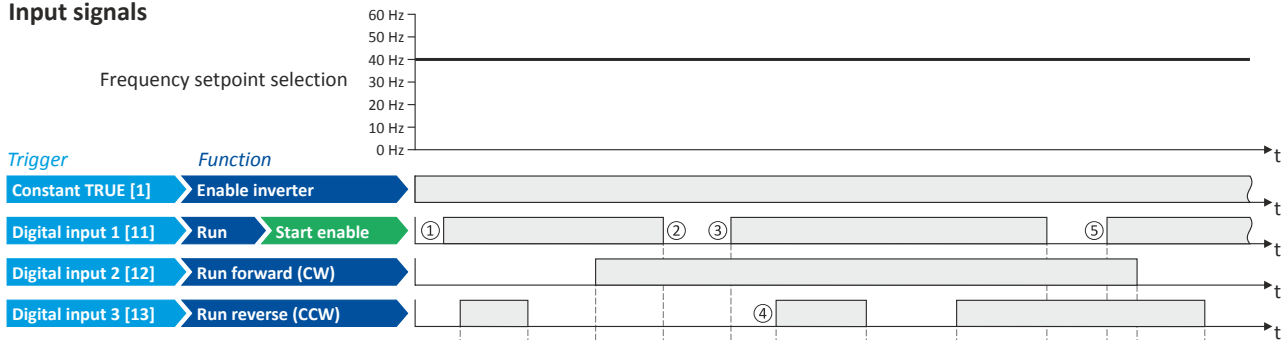 Input signals
60 Hz
50 Hz
40 Hz
Frequency setpoint selection
30 Hz
20 Hz
10 Hz
0 Hz
t
Trigger Function
Constant TRUE [1] Enable inverter
t
Digital input 1 [11] Run Start enable ① ② ③ ⑤
t
Digital input 2 [12] Run forward (CW)
t
Digital input 3 [13] Run reverse (CCW) ④
t